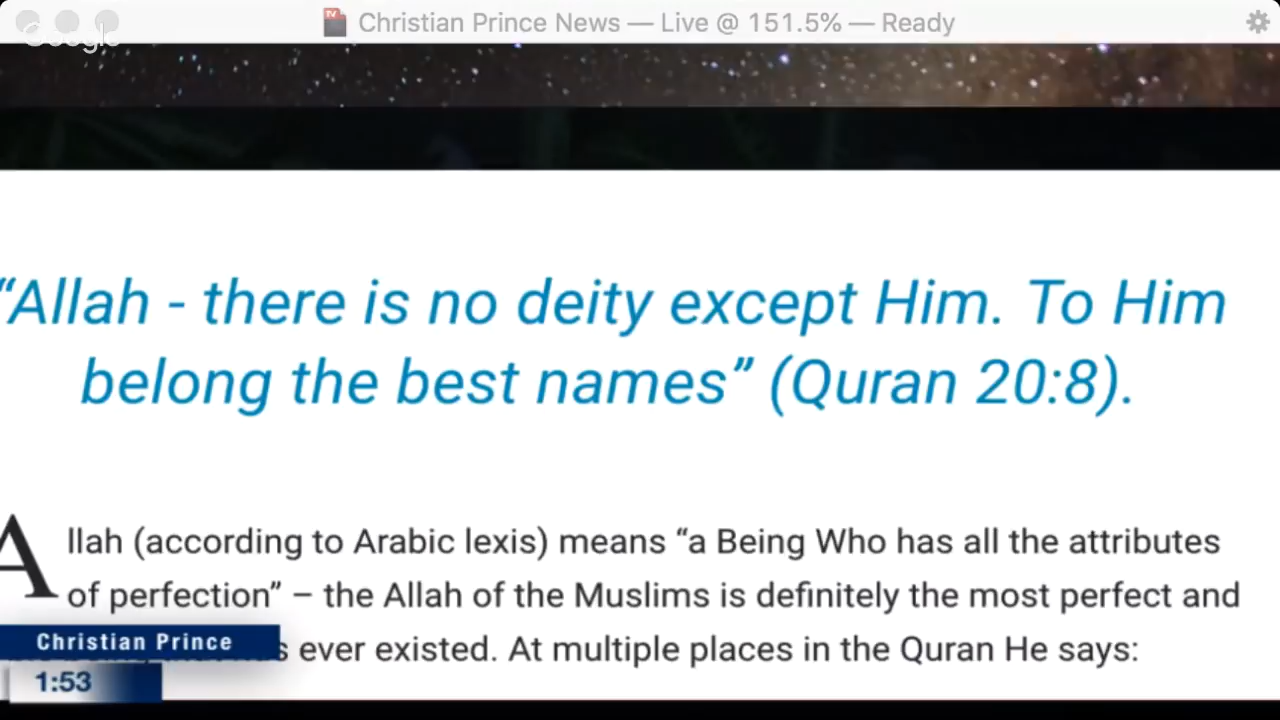 Christian Prince News — Live @ 151.5% — Ready
Google
“Allah - there is no deity except Him. To Him
belong the best names” (Quran 20:8).
Allah (according to Arabic lexis) means “a Being Who has all the attributes
of perfection” – the Allah of the Muslims is definitely the most perfect and
ever existed. At multiple places in the Quran He says:
Christian Prince
1:53